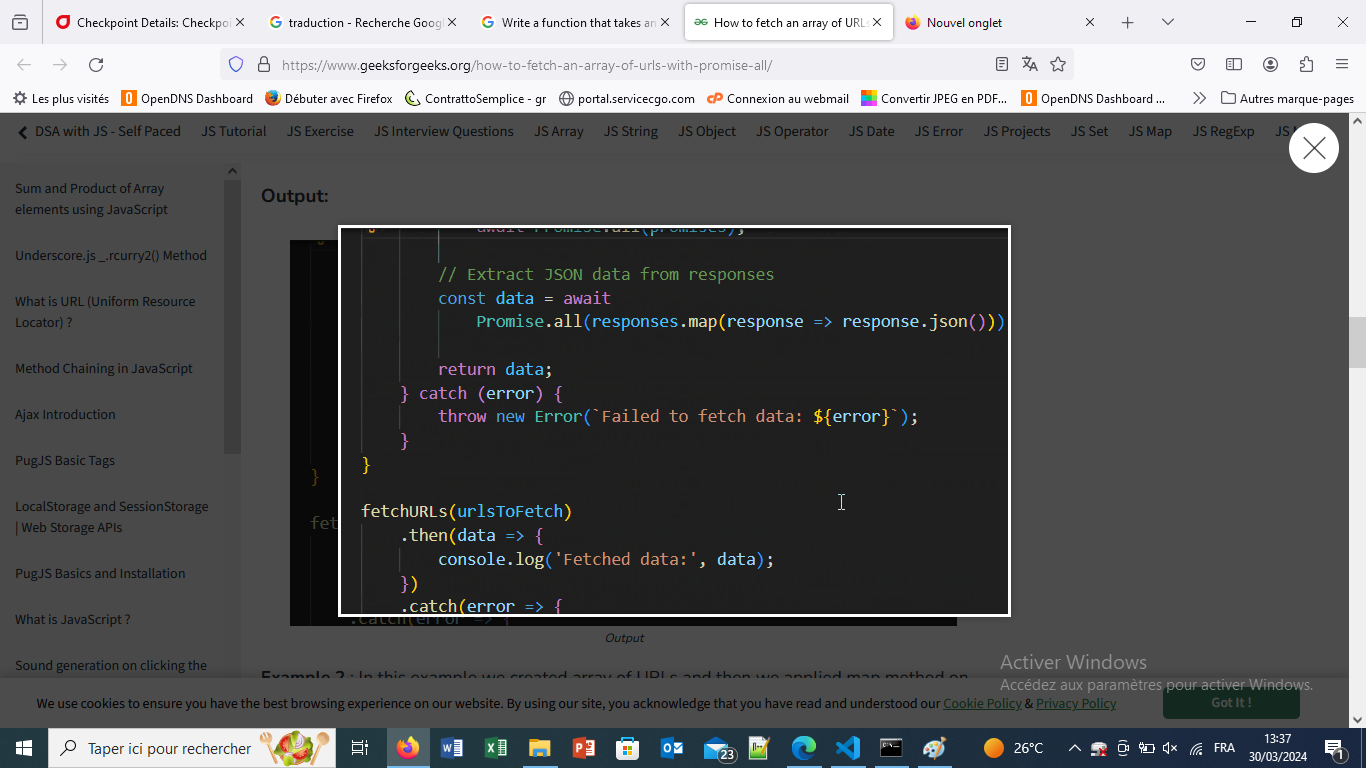 Checkpoint Details: Checkpoi
traduction - Recherche Googl
Write a function that takes an
How to fetch an array of URLs
Nouvel onglet
https://www.geeksforgeeks.org/how-to-fetch-an-array-of-urls-with-promise-all/
Les plus visités
OpenDNS Dashboard
Débuter avec Firefox
ContrattoSemplice - gr
portal.servicecgo.com
Connexion au webmail
Convertir JPEG en PDF...
OpenDNS Dashboard ...
Autres marque-pages
DSA with JS - Self Paced
JS Tutorial
JS Exercise
JS Interview Questions
JS Array
JS String
JS Object
JS Operator
JS Date
JS Error
JS Projects
JS Set
JS Map
JS RegExp
Sum and Product of Array
elements using JavaScript
Underscore.js _.rcurry2() Method
What is URL (Uniform Resource
Locator) ?
Method Chaining in JavaScript
Ajax Introduction
PugJS Basic Tags
LocalStorage and SessionStorage
| Web Storage APIs
PugJS Basics and Installation
What is JavaScript ?
Sound generation on clicking the
Output:
await Promise.all(promises);
// Extract JSON data from responses
const data = await
Promise.all(responses.map(response => response.json()))
return data;
} catch (error) {
throw new Error(`Failed to fetch data: ${error}`);
}
}
fetchURLs(urlsToFetch)
.then(data => {
console.log('Fetched data:', data);
})
.catch(error => {
}
fet
.catch(error => {
Output
Example 2 : In this example we created array of URLs and then we applied map method on
Activer Windows
Accédez aux paramètres pour activer Windows.
We use cookies to ensure you have the best browsing experience on our website. By using our site, you acknowledge that you have read and understood our Cookie Policy & Privacy Policy
Got It !
Taper ici pour rechercher
23
26°C
FRA
13:37
30/03/2024
1